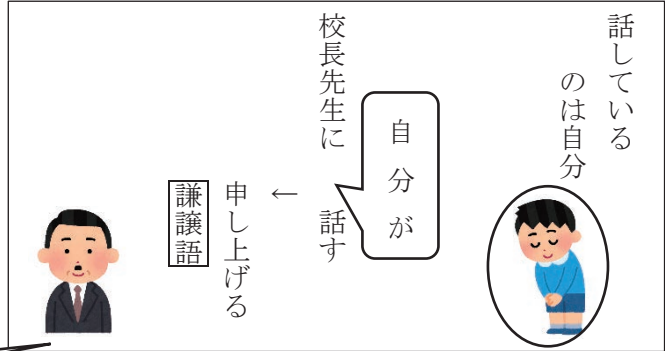 話している
のは自分
自分が
校長先生に　話す
↓
申し上げる
謙譲語